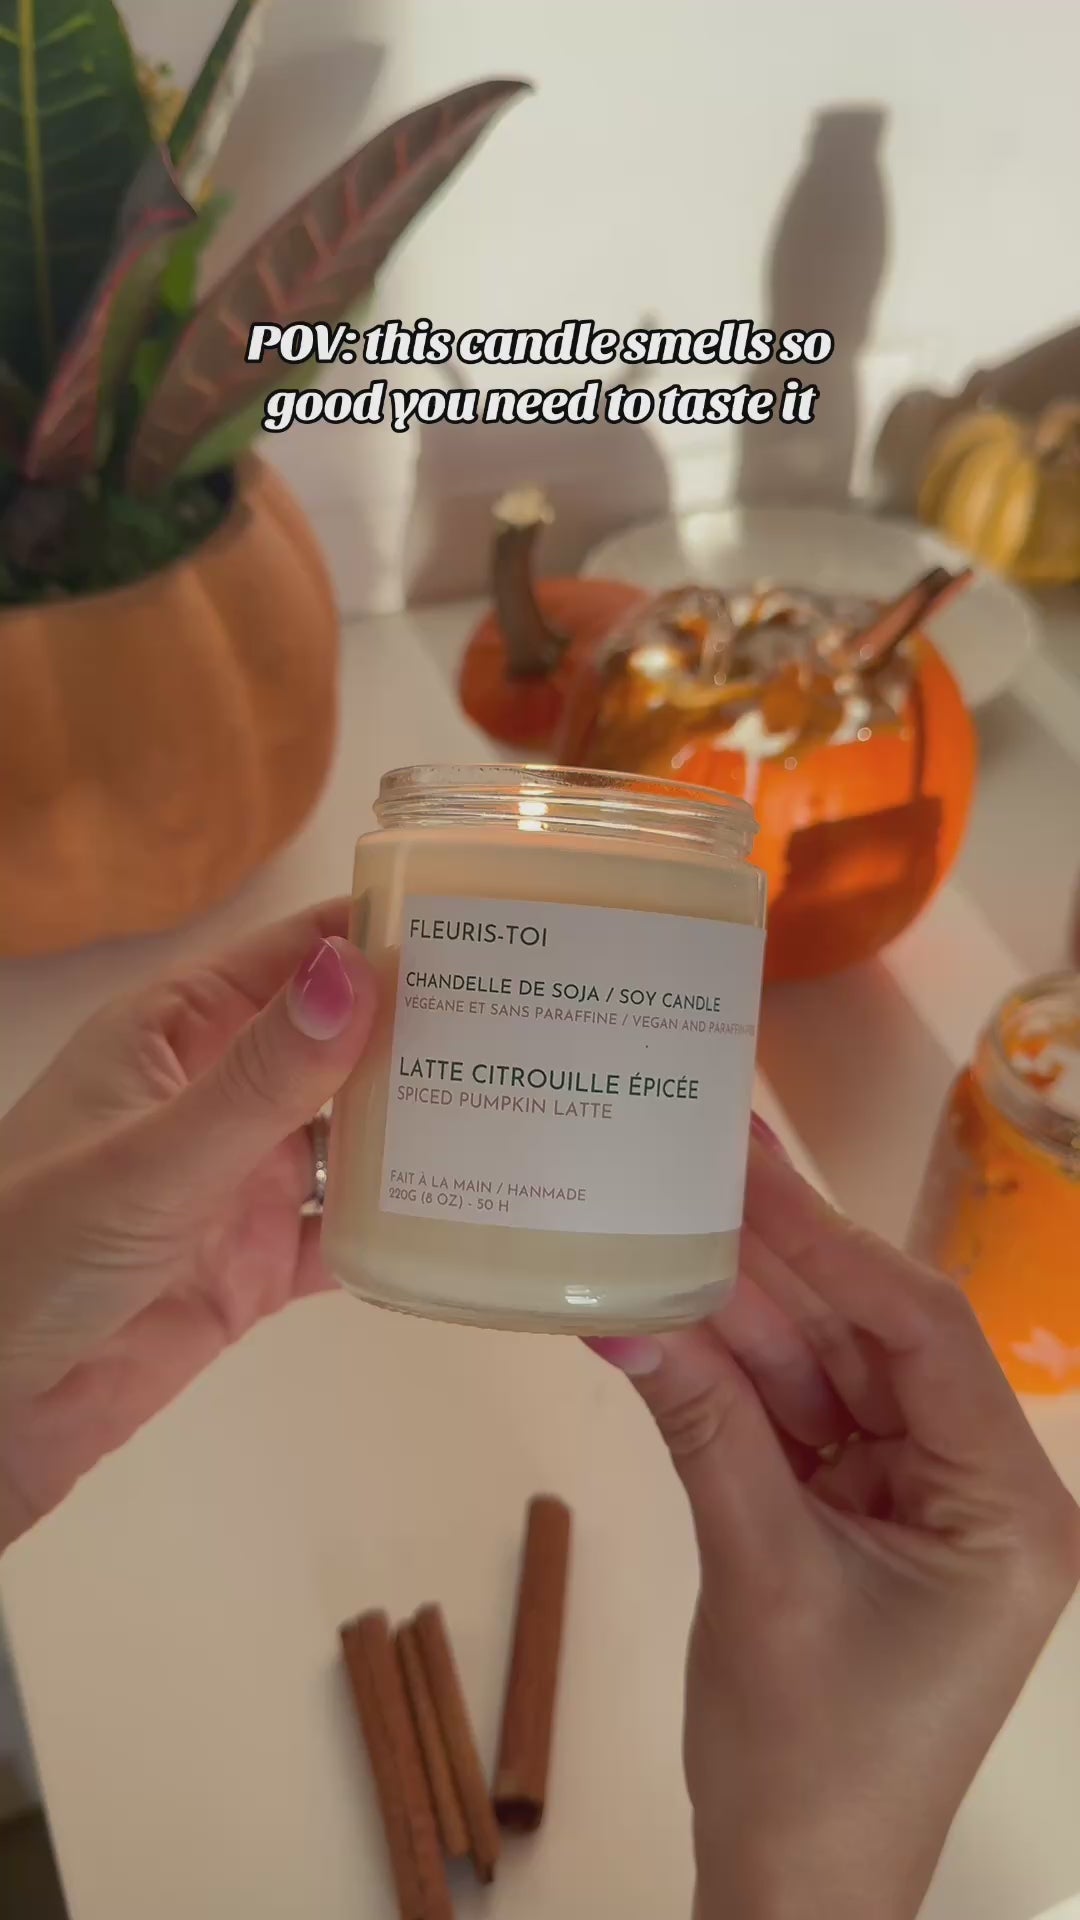 POV: this candle smells so
good you need to taste it
FLEURIS-TOI
CHANDELLE DE SOJA / SOY CANDLE
VÉGÉANE ET SANS PARAFFINE / VEGAN AND
LATTE CITROUILLE ÉPICÉE
SPICED PUMPKIN LATTE
FAIT À LA MAIN / HANMADE
220G (8 OZ) - 50 H